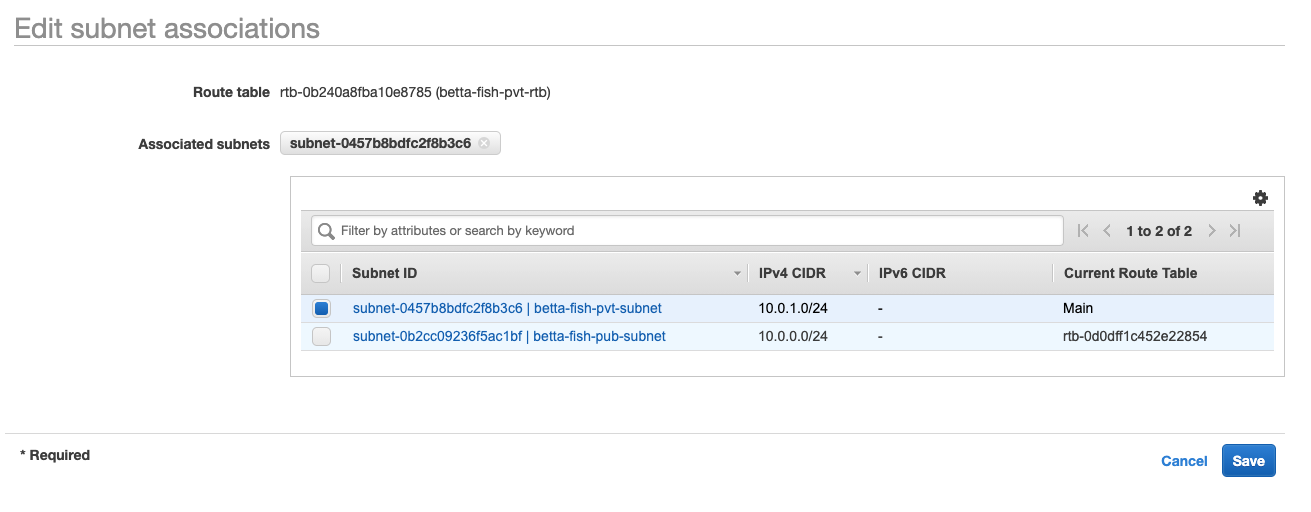 Edit subnet associations
Route table rtb-0b240a8fba10e8785 (betta-fish-pvt-rtb)
Associated subnets subnet-0457b8bdfc2f8b3c6
Filter by attributes or search by keyword 1 to 2 of 2
Subnet ID IPv4 CIDR IPv6 CIDR Current Route Table
subnet-0457b8bdfc2f8b3c6 | betta-fish-pvt-subnet 10.0.1.0/24 - Main
subnet-0b2cc09236f5ac1bf | betta-fish-pub-subnet 10.0.0.0/24 - rtb-0d0dff1c452e22854
* Required Cancel Save